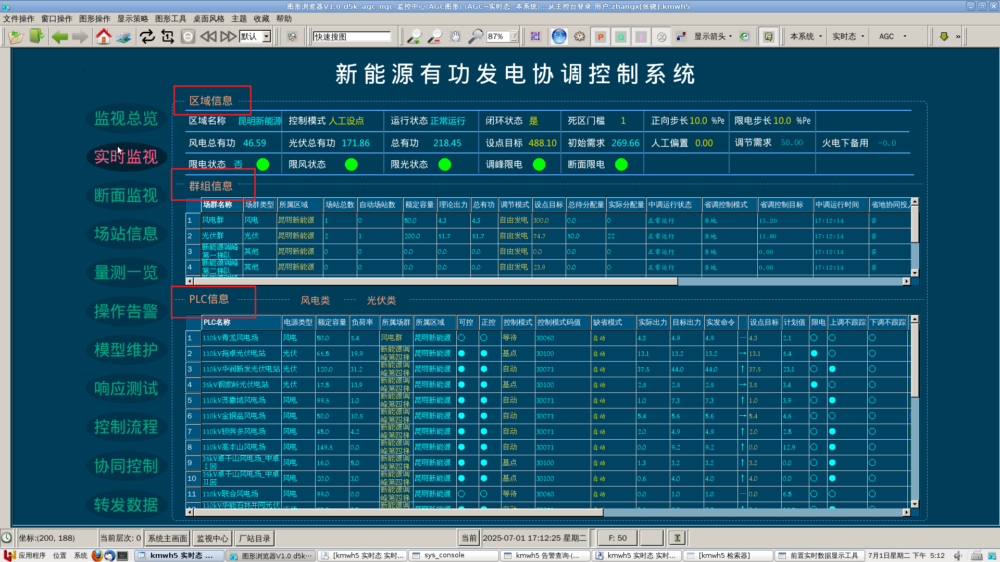 图形浏览器V1.0 d5k_agc_ngc_监控中心(AGC图形) (AGC--实时态--本系统) ::从主控台登录 用户:zhangx(张骁):kmwh5
文件操作 窗口操作 图形操作 显示策略 图形工具 桌面风格 主题 收藏 帮助
默认 快速搜图 87% P Q 显示箭头 本系统 实时态 AGC »
新能源有功发电协调控制系统
监视总览
实时监视
断面监视
场站信息
量测一览
操作告警
模型维护
响应测试
控制流程
协同控制
转发数据
区域信息
区域名称 昆明新能源 控制模式 人工设点 运行状态 正常运行 闭环状态 是 死区门槛 1 正向步长 10.0 %Pe 限电步长 10.0 %Pe
风电总有功 46.59 光伏总有功 171.86 总有功 218.45 设点目标 488.10 初始需求 269.66 人工偏置 0.00 调节需求 50.00 火电下备用 -0.0
限电状态 否 限风状态 限光状态 调峰限电 断面限电
群组信息
场群名称 场群类型 所属区域 场站总数 自动场站数 额定容量 理论出力 总有功 调节模式 设点目标 总待分配量 实际分配量 中调运行状态 省调控制模式 省调控制目标 中调运行时间 省地协同投入
1 风电群 风电 昆明新能源 1 0 80.0 4.3 4.3 自由发电 300.0 0.0 0 正常运行 当地 15.20 17:12:14 否
2 光伏群 光伏 昆明新能源 2 1 200.0 51.7 51.7 自由发电 74.7 50.0 22 正常运行 当地 11.60 17:12:14 否
3 新能源调峰第一梯队 其他 昆明新能源 0 0 0.0 0.0 0.0 自由发电 0.0 0.0 0 正常运行 当地 0.00 17:12:14 否
4 新能源调峰第二梯队 其他 昆明新能源 0 0 0.0 0.0 0.0 自由发电 23.9 0.0 0 正常运行 当地 0.00 17:12:14 否
PLC信息 风电类 光伏类
PLC名称 电源类型 额定容量 负荷率 所属场群 所属区域 可控 正控 控制模式 控制模式码值 缺省模式 实际出力 目标出力 实发命令 设点目标 计划值 限电 上调不跟踪 下调不跟踪
1 110kV青龙风电场 风电 80.0 5.4 风电群 昆明新能源 等待 30060 自动 4.3 4.9 4.9 — 4.3 2.1
2 110kV拖卓光伏电站 光伏 65.8 19.9 新能源调峰第四梯 昆明新能源 基点 30100 自动 13.1 13.2 13.2 → 13.1 5.4
3 110kV华润新发光伏电站 光伏 120.0 31.2 新能源调峰第四梯 昆明新能源 自动 30071 自动 37.5 44.0 44.0 ↑ 37.5 23.1
4 35kV钢家岭光伏电站 光伏 17.8 13.9 新能源调峰第四梯 昆明新能源 基点 30100 自动 2.5 2.5 2.5 → 3.5 3.4
5 110kV苏撒坡风电场 风电 99.5 1.0 新能源调峰第四梯 昆明新能源 自动 30071 自动 1.0 7.3 7.3 ↑ 1.0 3.9
6 110kV金铜盆风电场 风电 80.0 10.5 新能源调峰第四梯 昆明新能源 自动 30071 自动 8.4 8.6 8.6 → 8.4 4.6
7 110kV锁奔多风电场 风电 48.0 4.2 新能源调峰第四梯 昆明新能源 自动 30071 自动 2.0 4.9 4.9 ↑ 2.0 2.8
8 110kV高本山风电场 风电 149.5 0.0 新能源调峰第四梯 昆明新能源 自动 30071 自动 0.0 9.2 9.2 ↑ 0.0 12.9
9 35kV卓干山风电场_中卓Ⅰ回 风电 16.0 8.0 新能源调峰第四梯 昆明新能源 基点 30100 自动 1.3 3.2 3.2 ↑ 3.2 0.0
10 35kV卓干山风电场_中卓Ⅱ回 风电 20.0 3.0 新能源调峰第四梯 昆明新能源 基点 30100 自动 0.6 4.0 4.0 ↑ 4.0 0.0
11 110kV联合风电场 风电 99.0 0.0 新能源调峰第四梯 昆明新能源 等待 30060 自动 0.0 1.0 1.0 — 0.0 6.8
110kV华能石林并网光伏 新能源调
坐标:(200, 188) 当前层次: 0 系统主画面 监视中心 厂站目录 当前 2025-07-01 17:12:25 星期二 F: 50
应用程序 位置 系统 kmwh5 实时态 ... 图形浏览器V1.0 d5k··· [kmwh5 实时态 实时... sys_console kmwh5 告警查询-(... kmwh5 实时态 实时... [kmwh5 检索器] 前置实时数据显示工具 7月1日星期二 下午 5:12